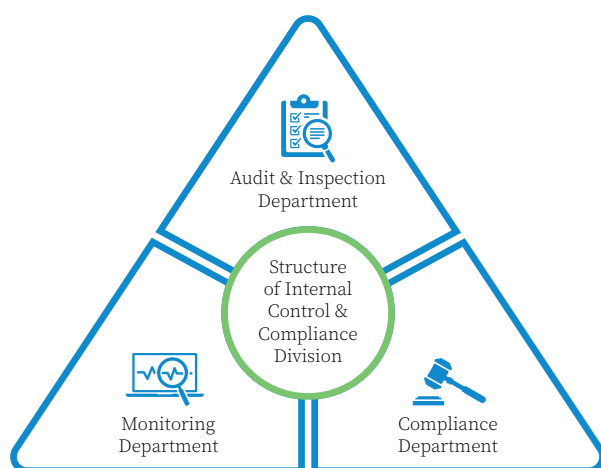 Audit & Inspection
Department
Structure
of Internal
Control &
Compliance
Division
Monitoring
Department
Compliance
Department